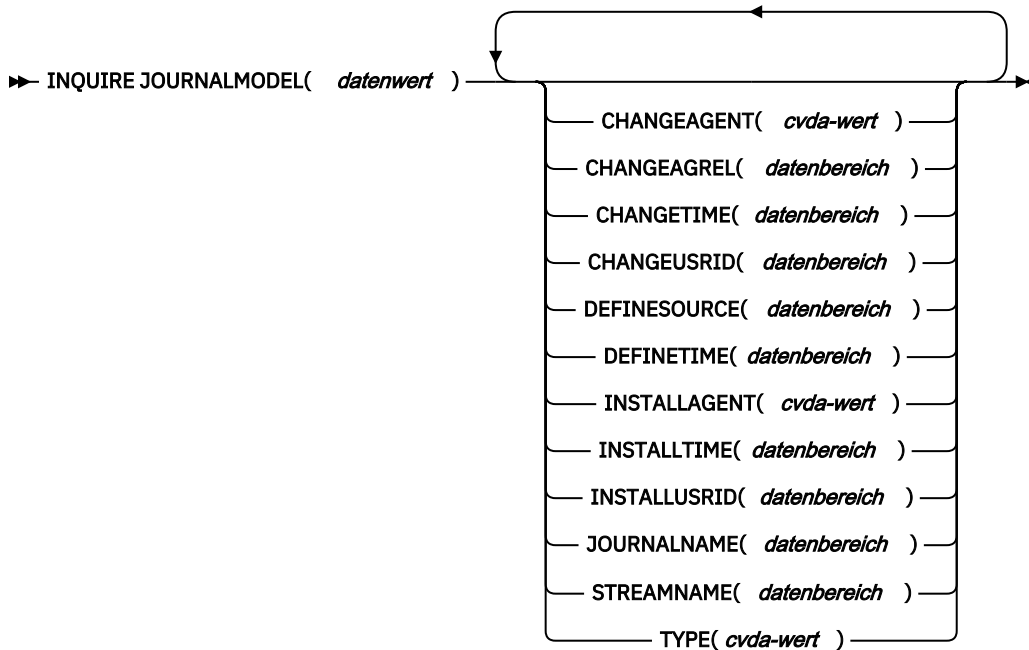 INQUIRE JOURNALMODEL( datenwert )
CHANGEAGENT( cvda-wert )
CHANGEAGREL( datenbereich )
CHANGETIME( datenbereich )
CHANGEUSRID( datenbereich )
DEFINESOURCE( datenbereich )
DEFINETIME( datenbereich )
INSTALLAGENT( cvda-wert )
INSTALLTIME( datenbereich )
INSTALLUSRID( datenbereich )
JOURNALNAME( datenbereich )
STREAMNAME( datenbereich )
TYPE( cvda-wert )